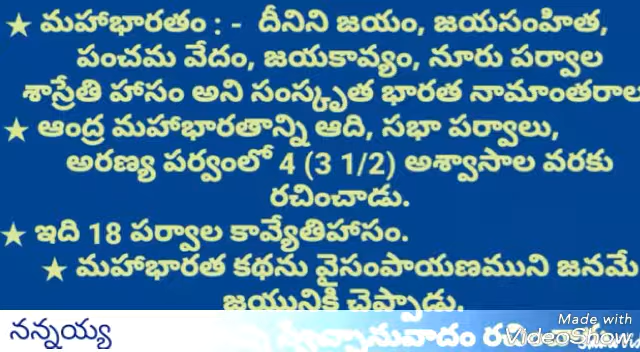 ★ మహాభారతం : - దీనిని జయం, జయసంహిత,
పంచమ వేదం, జయకావ్యం, నూరు పర్వాల
శాస్త్రేతి హాసం అని సంస్కృత భారత నామాంతరాల
★ ఆంద్ర మహాభారతాన్ని ఆది, సభా పర్వాలు,
అరణ్య పర్వంలో 4 (3 1/2) అశ్వాసాల వరకు
రచించాడు.
★ ఇది 18 పర్వాల కావ్యేతిహాసం.
★ మహాభారత కథను వైసంపాయణముని జనమే
జయునికి చెప్పాడు.
నన్నయ్య
Made with
VideoShow